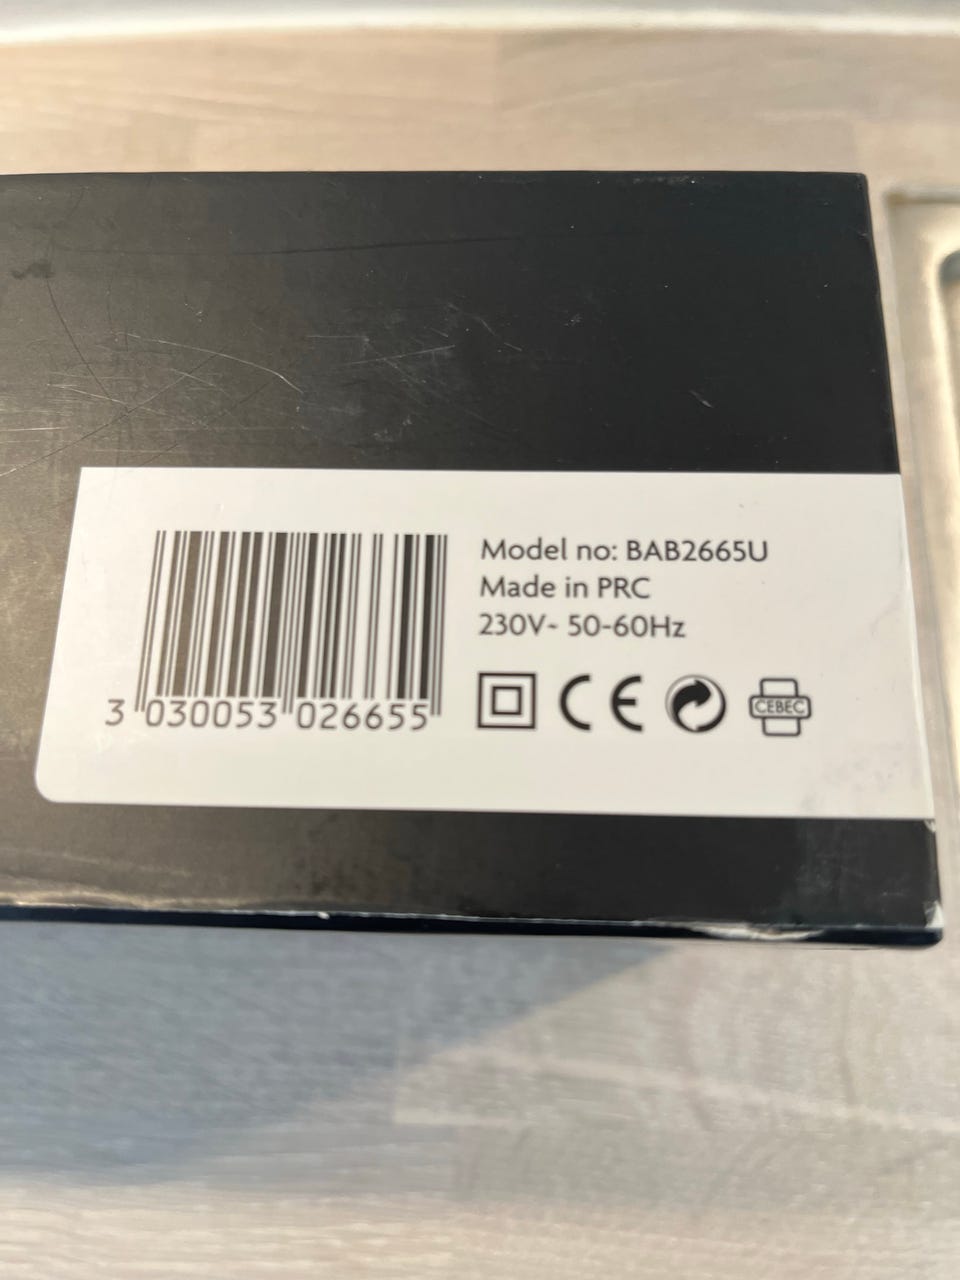 Model no: BAB2665U
Made in PRC
230V~ 50-60Hz
CE
CEBEC
3 030053 026655